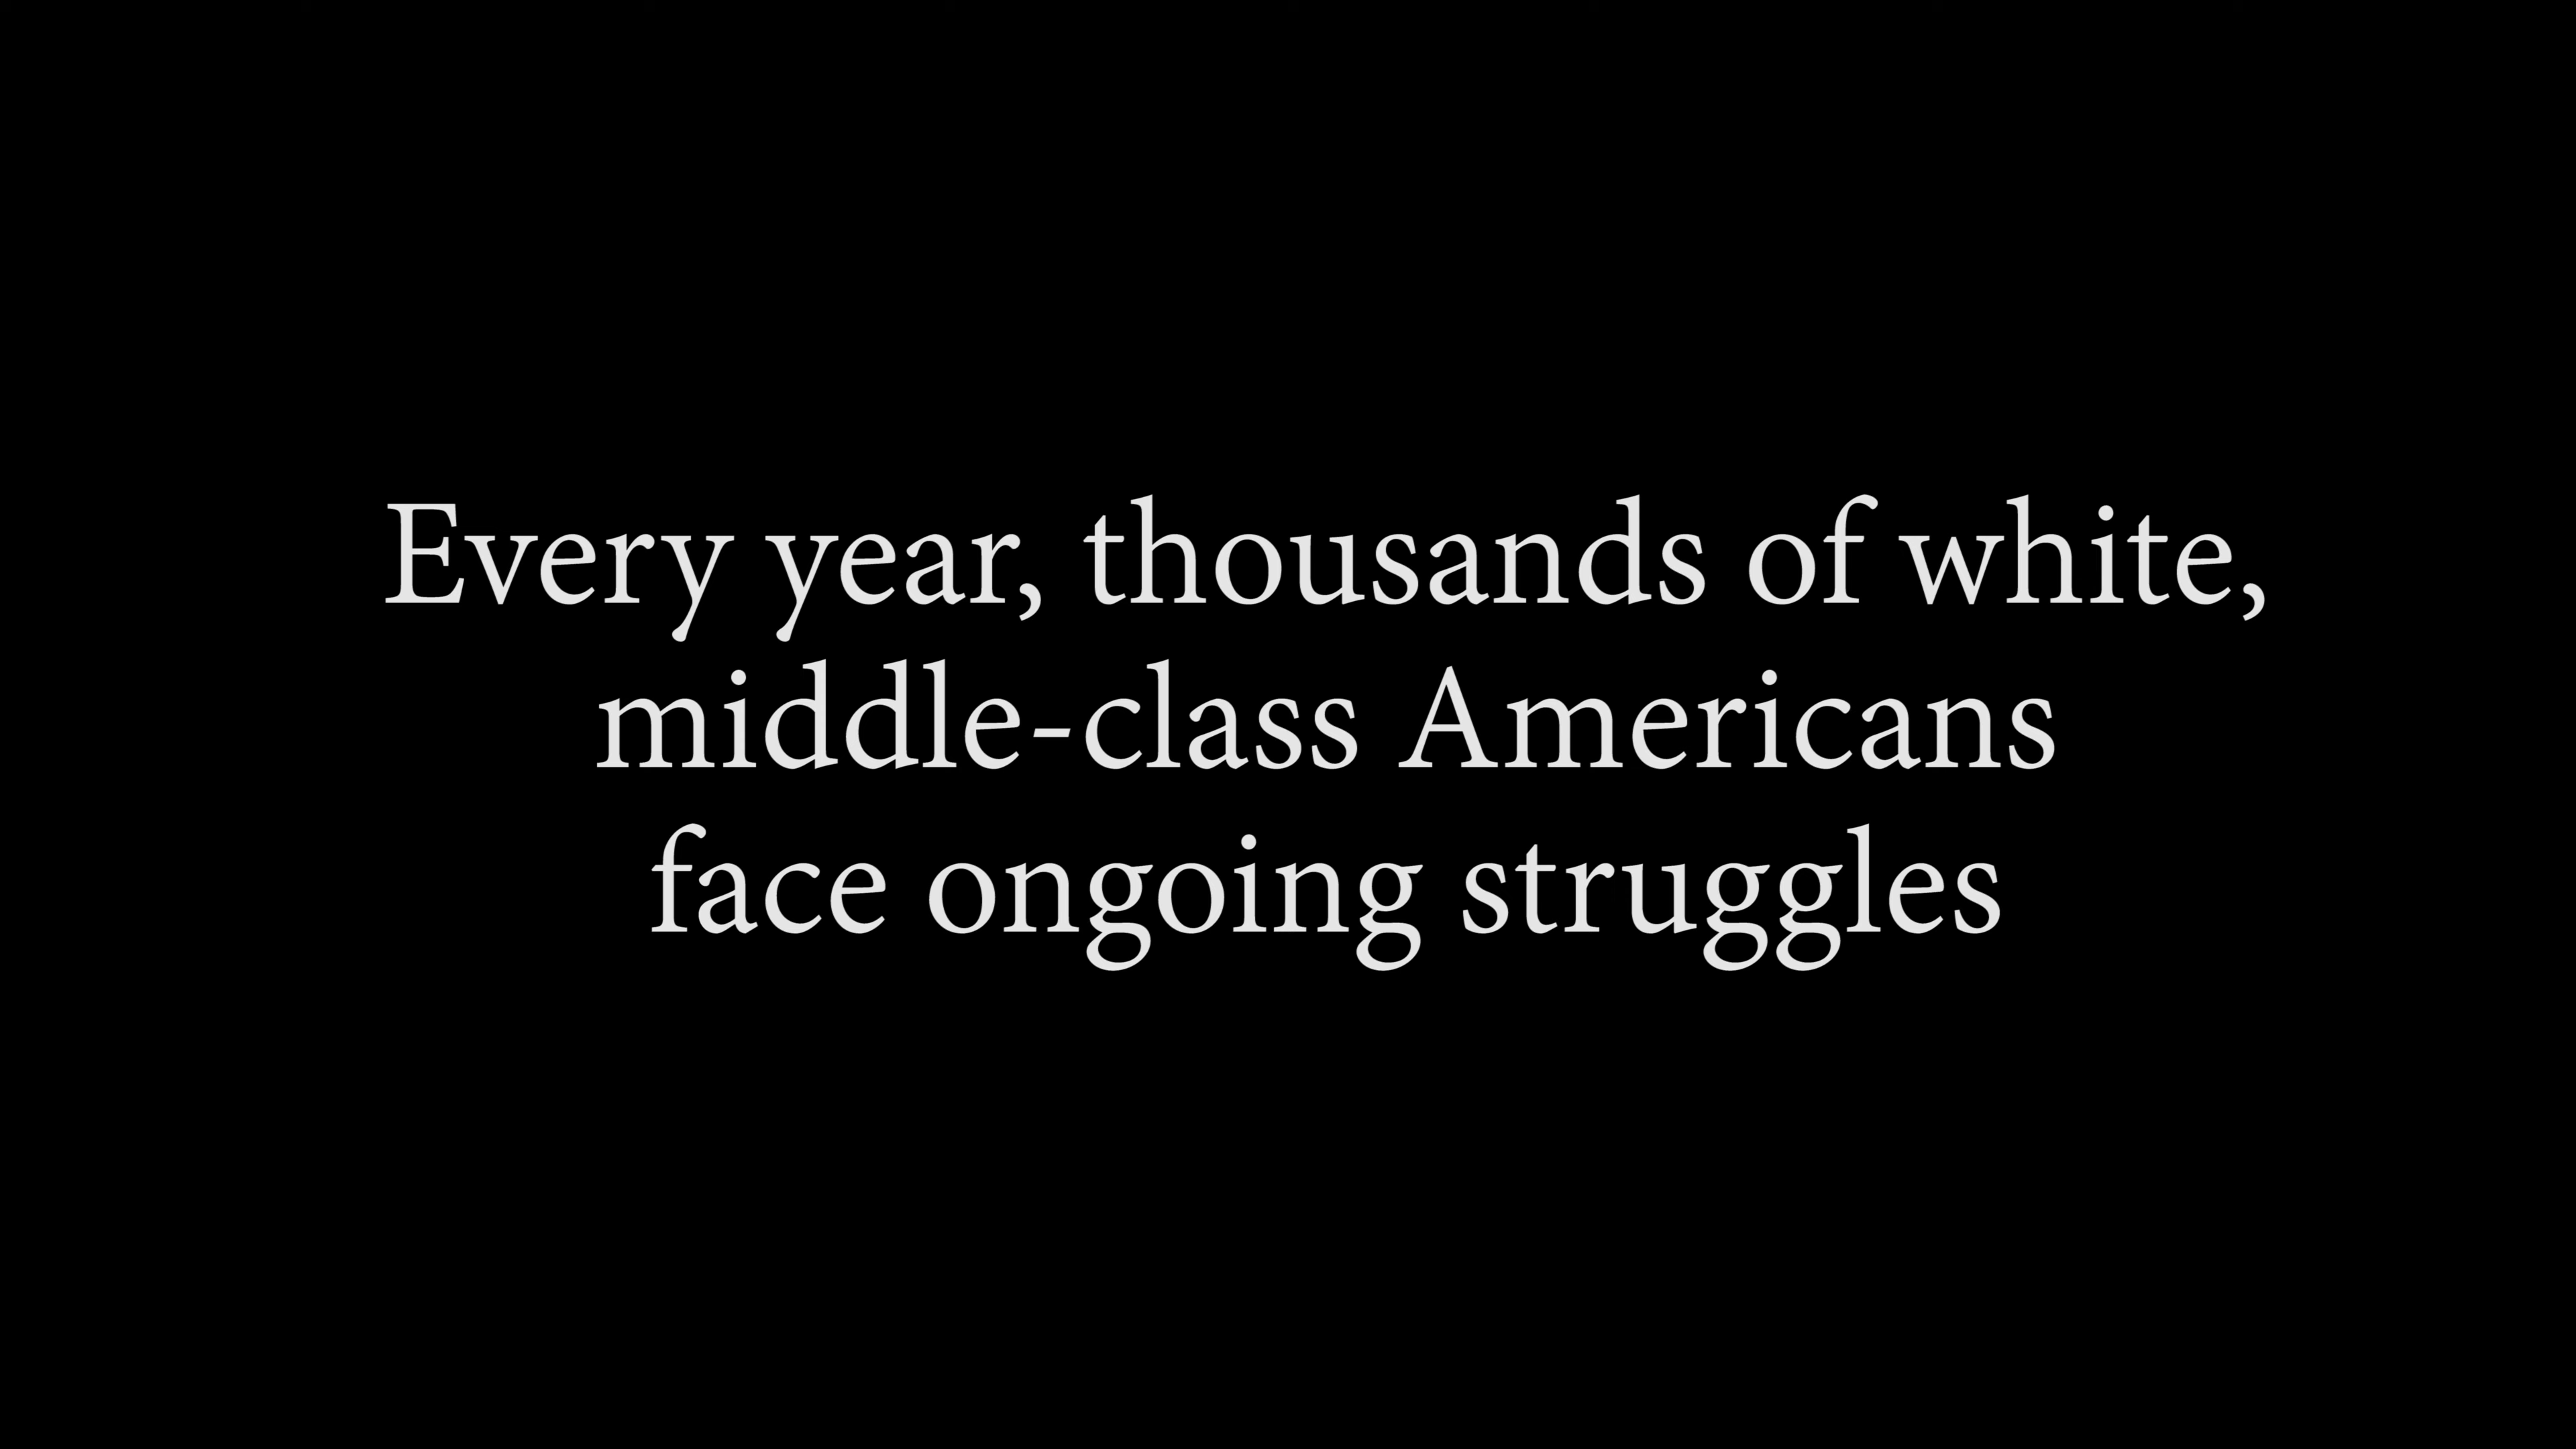 Every year, thousands of white,
middle-class Americans
face ongoing struggles